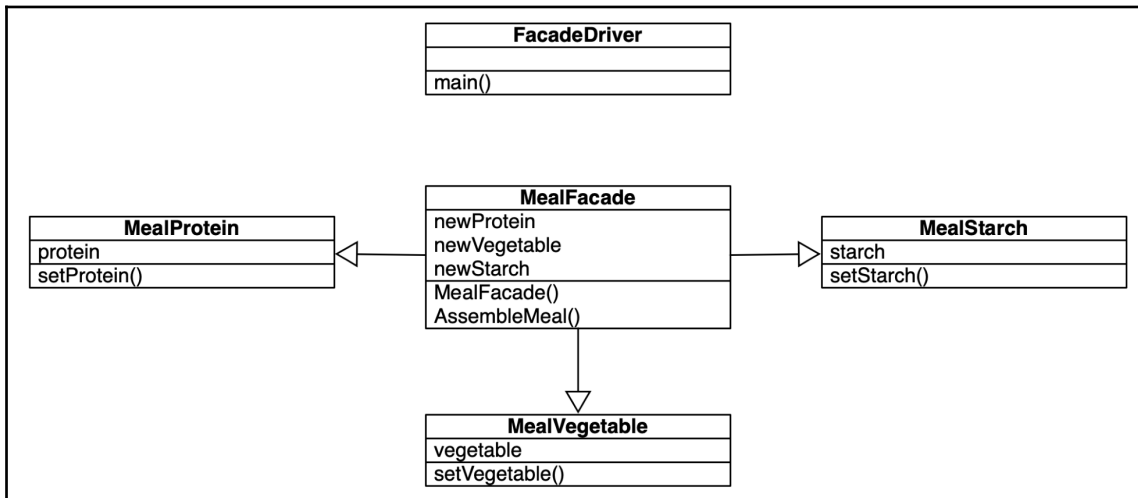 FacadeDriver
main()
MealProtein
protein
setProtein()
MealFacade
newProtein
newVegetable
newStarch
MealFacade()
AssembleMeal()
MealStarch
starch
setStarch()
MealVegetable
vegetable
setVegetable()